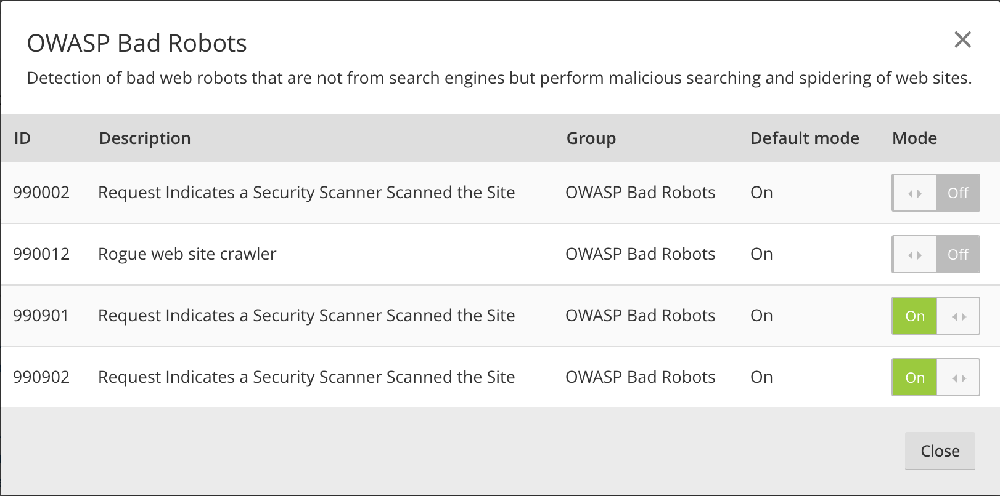 OWASP Bad Robots
Detection of bad web robots that are not from search engines but perform malicious searching and spidering of web sites.
ID Description Group Default mode Mode
990002 Request Indicates a Security Scanner Scanned the Site OWASP Bad Robots On Off
990012 Rogue web site crawler OWASP Bad Robots On Off
990901 Request Indicates a Security Scanner Scanned the Site OWASP Bad Robots On On
990902 Request Indicates a Security Scanner Scanned the Site OWASP Bad Robots On On
Close